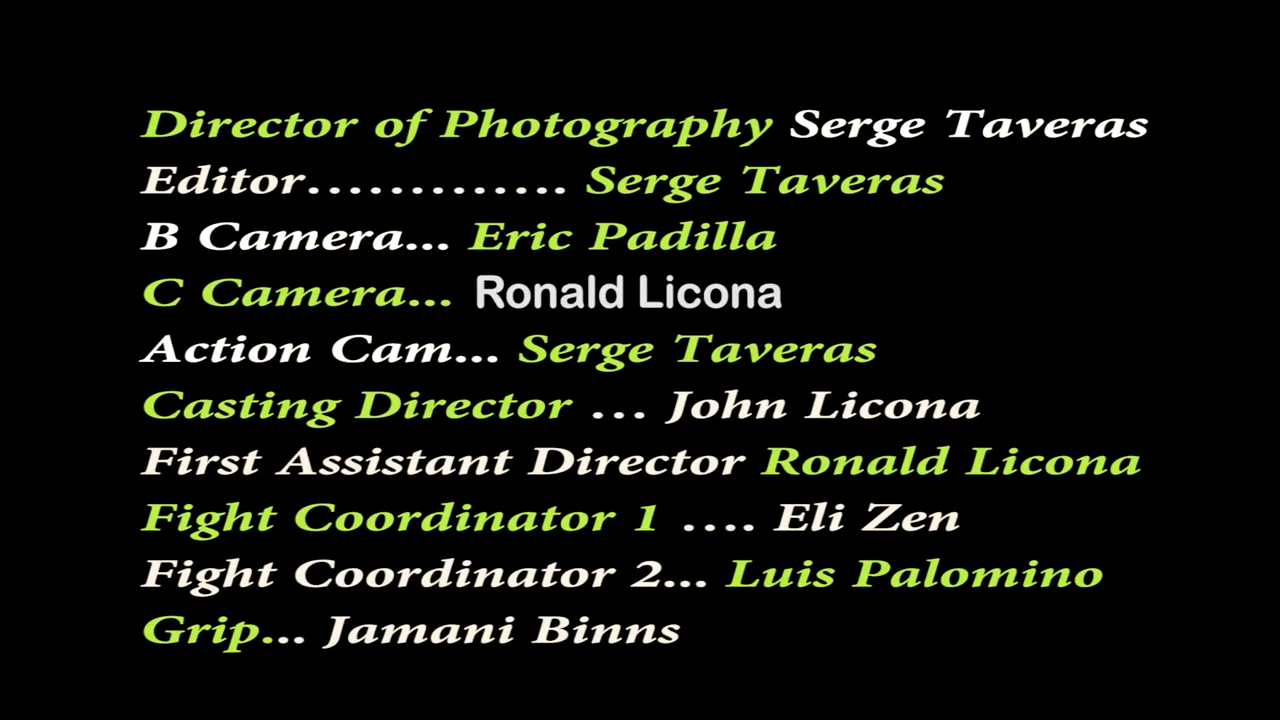 Director of Photography Serge Taveras
Editor............. Serge Taveras
B Camera... Eric Padilla
C Camera... Ronald Licona
Action Cam... Serge Taveras
Casting Director ... John Licona
First Assistant Director Ronald Licona
Fight Coordinator 1 .... Eli Zen
Fight Coordinator 2... Luis Palomino
Grip... Jamani Binns